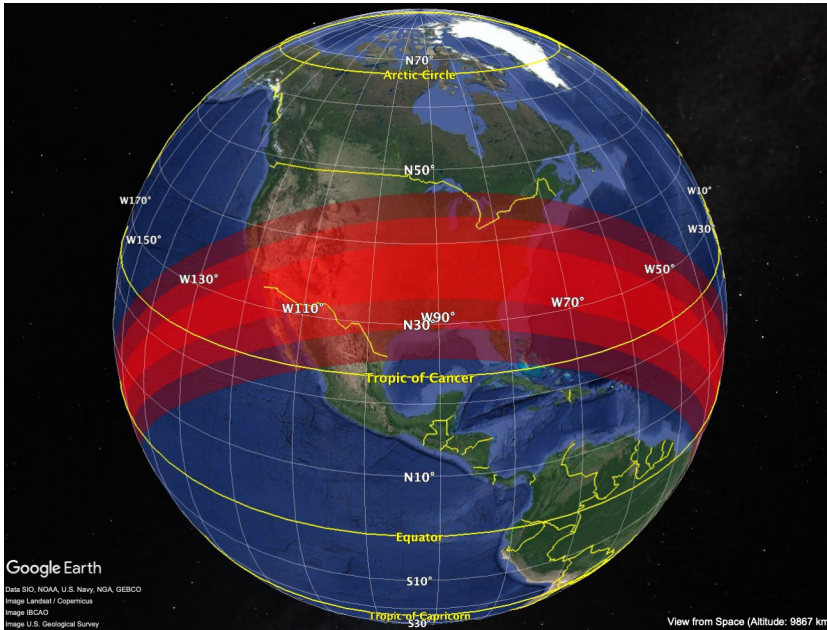 N70°
Arctic Circle
N50°
W170°
W10°
W150°
W30°
W130°
W50°
W110°
W90°
W70°
N30°
Tropic of Cancer
N10°
Equator
Google Earth
S10°
Data SIO, NOAA, U.S. Navy, NGA, GEBCO
Image Landsat / Copernicus
Image IBCAO
Image U.S. Geological Survey
Tropic of Capricorn
S30°
View from Space (Altitude: 9867 km